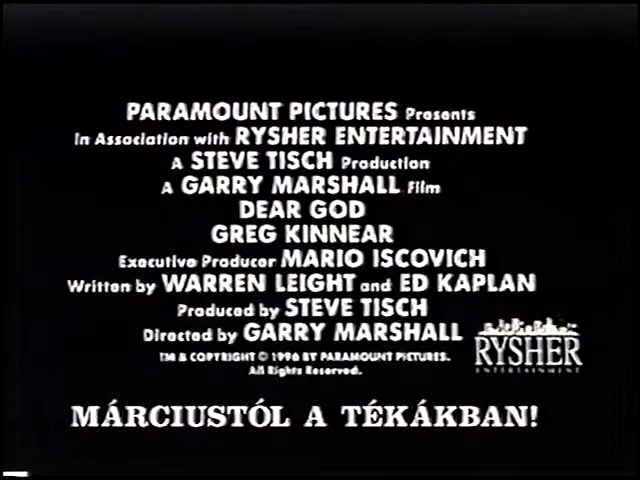 PARAMOUNT PICTURES Presents
In Association with RYSHER ENTERTAINMENT
A STEVE TISCH Production
A GARRY MARSHALL Film
DEAR GOD
GREG KINNEAR
Executive Producer MARIO ISCOVICH
Written by WARREN LEIGHT and ED KAPLAN
Produced by STEVE TISCH
Directed by GARRY MARSHALL
TM & COPYRIGHT © 1996 BY PARAMOUNT PICTURES.
All Rights Reserved.
RYSHER
ENTERTAINMENT
MÁRCIUSTÓL A TÉKÁKBAN!